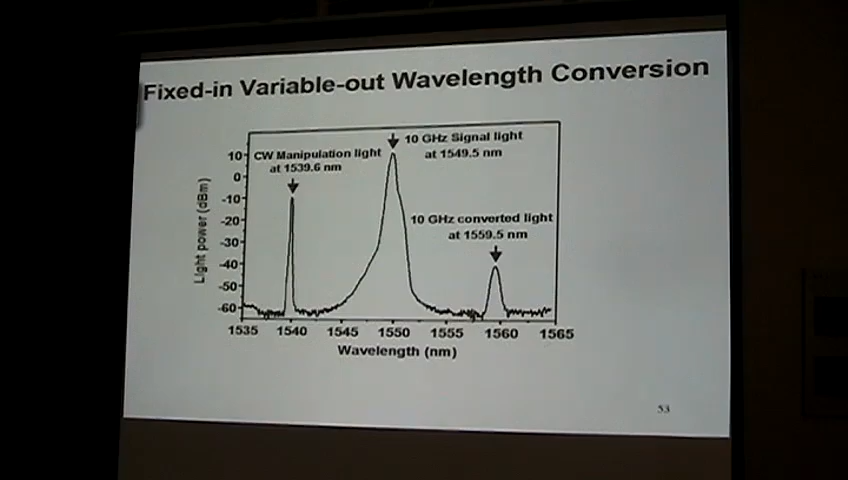 Fixed-in Variable-out Wavelength Conversion
10 GHz Signal light
at 1549.5 nm
CW Manipulation light
at 1539.6 nm
10 GHz converted light
at 1559.5 nm
Light power (dBm)
10
0
-10
-20
-30
-40
-50
-60
1535 1540 1545 1550 1555 1560 1565
Wavelength (nm)
53